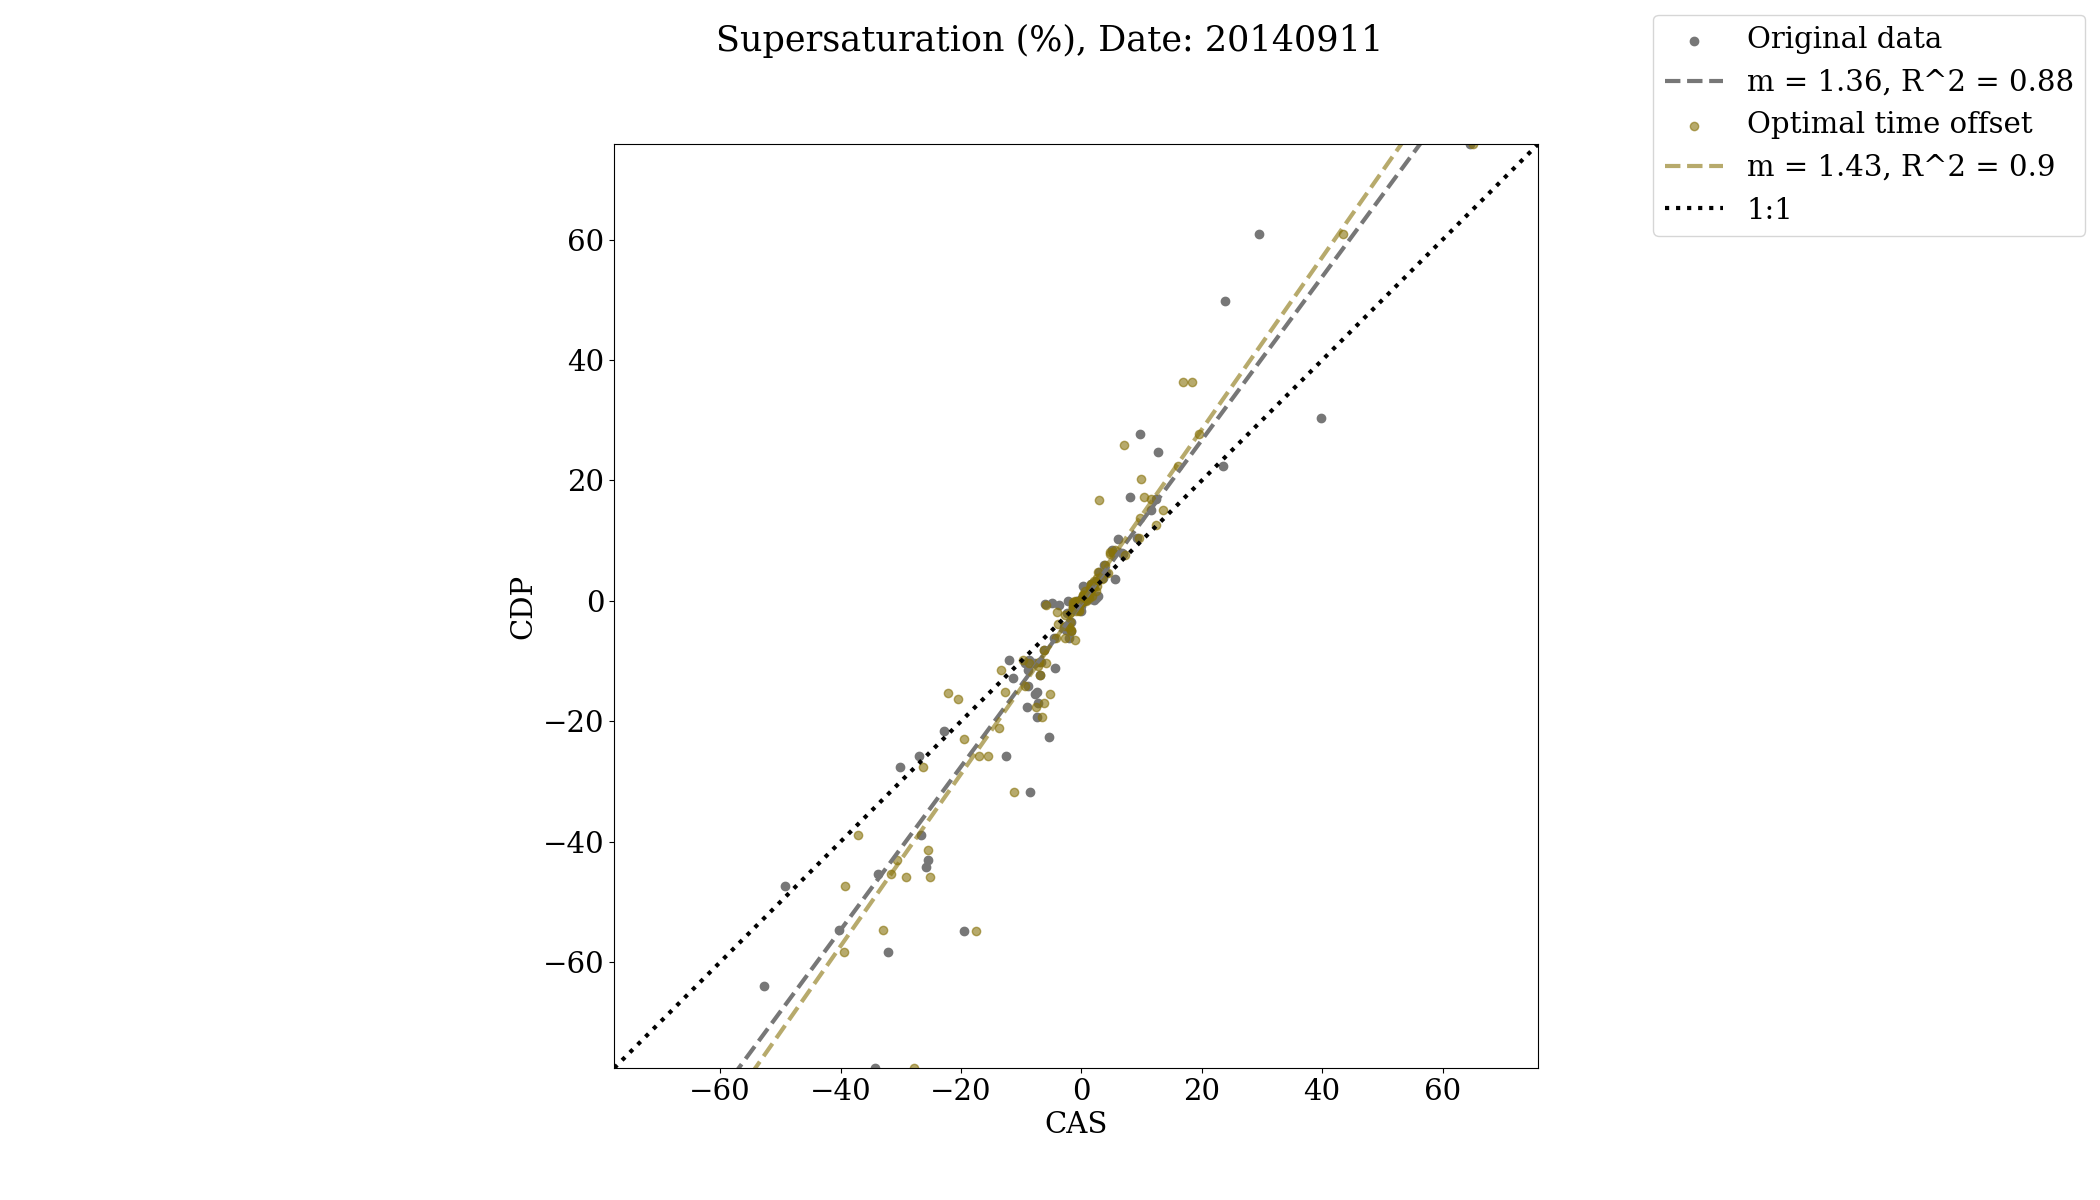 Supersaturation (%), Date: 20140911
Original data
m = 1.36, R^2 = 0.88
Optimal time offset
m = 1.43, R^2 = 0.9
1:1
60
40
20
0
−20
−40
−60
CDP
−60 −40 −20 0 20 40 60
CAS